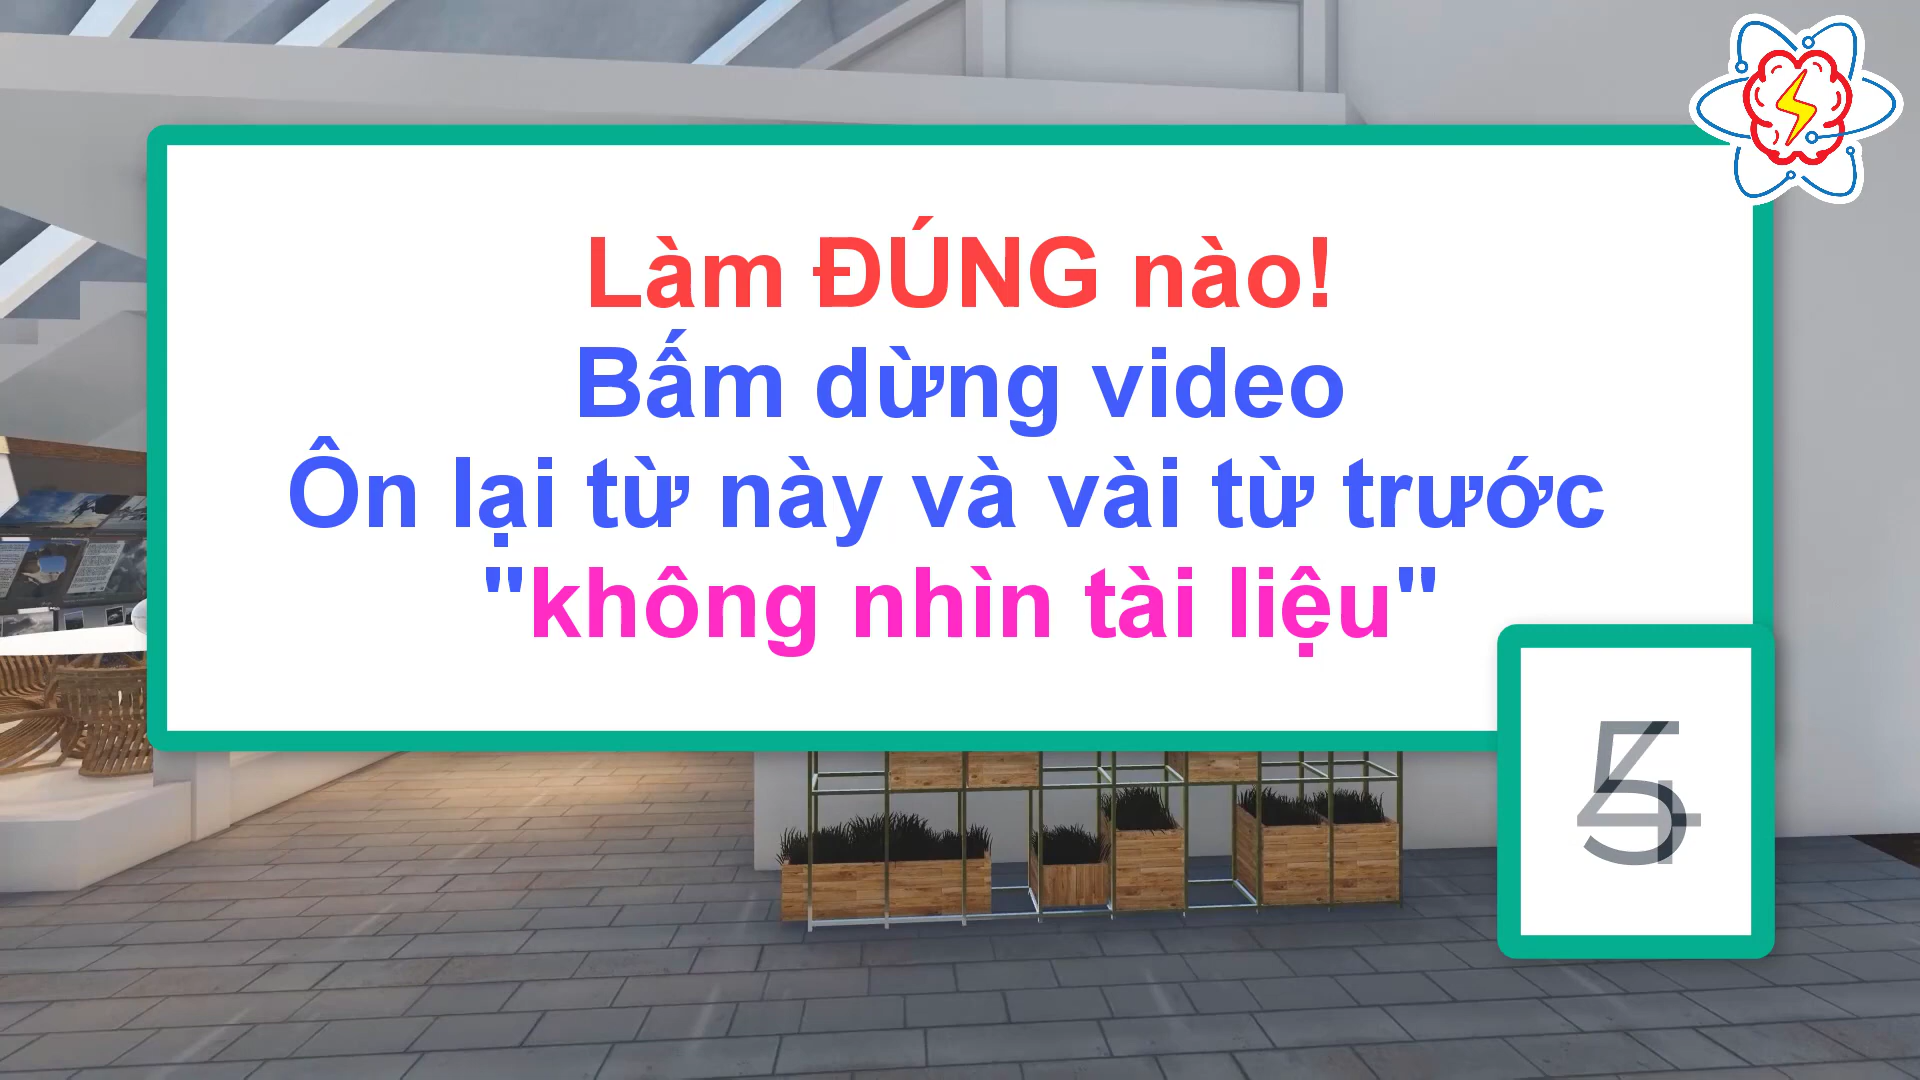 Làm ĐÚNG nào!
Bấm dừng video
Ôn lại từ này và vài từ trước
"không nhìn tài liệu"